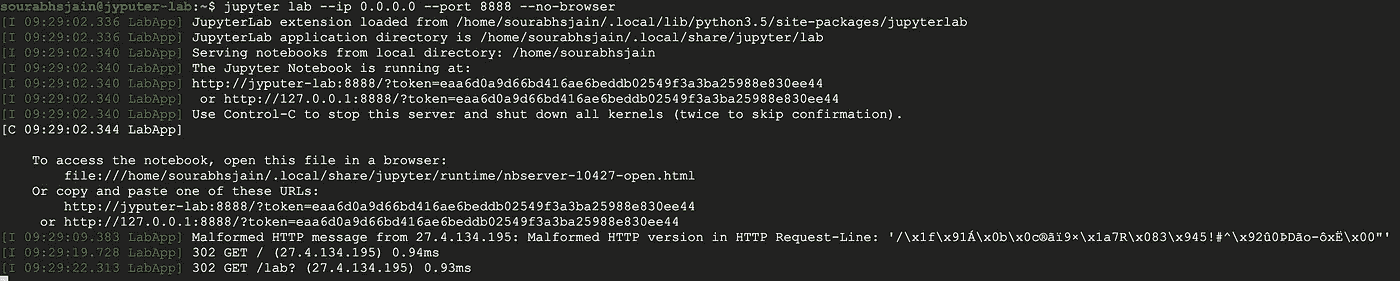 sourabhsjain@jyputer-lab:~$ jupyter lab --ip 0.0.0.0 --port 8888 --no-browser
[I 09:29:02.336 LabApp] JupyterLab extension loaded from /home/sourabhsjain/.local/lib/python3.5/site-packages/jupyterlab
[I 09:29:02.336 LabApp] JupyterLab application directory is /home/sourabhsjain/.local/share/jupyter/lab
[I 09:29:02.340 LabApp] Serving notebooks from local directory: /home/sourabhsjain
[I 09:29:02.340 LabApp] The Jupyter Notebook is running at:
[I 09:29:02.340 LabApp] http://jyputer-lab:8888/?token=eaa6d0a9d66bd416ae6beddb02549f3a3ba25988e830ee44
[I 09:29:02.340 LabApp]  or http://127.0.0.1:8888/?token=eaa6d0a9d66bd416ae6beddb02549f3a3ba25988e830ee44
[I 09:29:02.340 LabApp] Use Control-C to stop this server and shut down all kernels (twice to skip confirmation).
[C 09:29:02.344 LabApp]
To access the notebook, open this file in a browser:
file:///home/sourabhsjain/.local/share/jupyter/runtime/nbserver-10427-open.html
Or copy and paste one of these URLs:
http://jyputer-lab:8888/?token=eaa6d0a9d66bd416ae6beddb02549f3a3ba25988e830ee44
or http://127.0.0.1:8888/?token=eaa6d0a9d66bd416ae6beddb02549f3a3ba25988e830ee44
[I 09:29:09.383 LabApp] Malformed HTTP message from 27.4.134.195: Malformed HTTP version in HTTP Request-Line: '/\x1f\x91Á\x0b\x0c®ãï9×\x1a7R\x083\x945!#^\x92û0ÞDão-ôxË\x00"'
[I 09:29:19.728 LabApp] 302 GET / (27.4.134.195) 0.94ms
[I 09:29:22.313 LabApp] 302 GET /lab? (27.4.134.195) 0.93ms